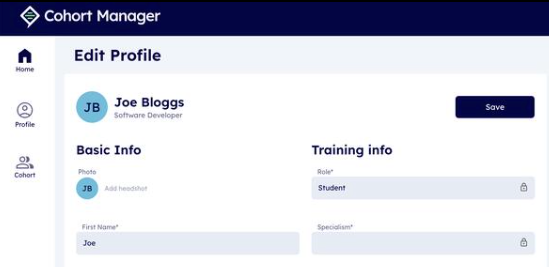 Cohort Manager
Edit Profile
Home
JB
Joe Bloggs
Software Developer
Save
Profile
Basic Info
Training info
Cohort
Photo
JB
Add headshot
Role*
Student
First Name*
Joe
Specialism*